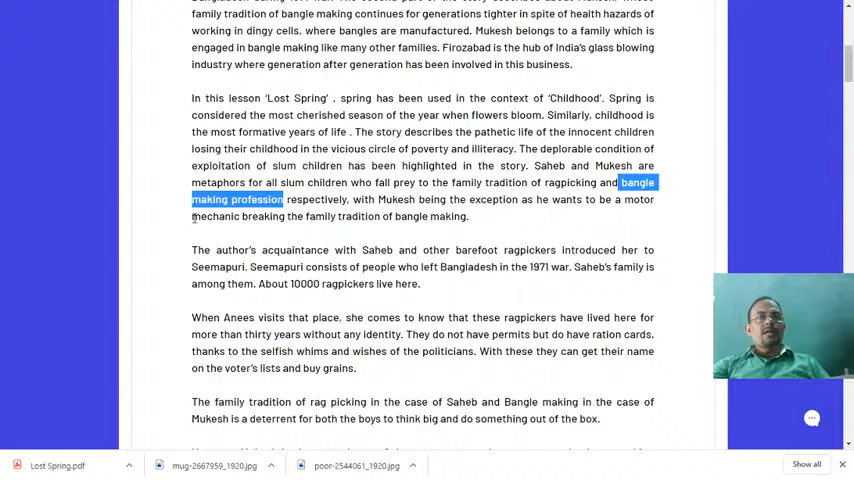 family tradition of bangle making continues for generations tighter in spite of health hazards of
working in dingy cells, where bangles are manufactured. Mukesh belongs to a family which is
engaged in bangle making like many other families. Firozabad is the hub of India's glass blowing
industry where generation after generation has been involved in this business.
In this lesson 'Lost Spring' , spring has been used in the context of 'Childhood'. Spring is
considered the most cherished season of the year when flowers bloom. Similarly, childhood is
the most formative years of life . The story describes the pathetic life of the innocent children
losing their childhood in the vicious circle of poverty and illiteracy. The deplorable condition of
exploitation of slum children has been highlighted in the story. Saheb and Mukesh are
metaphors for all slum children who fall prey to the family tradition of ragpicking and bangle
making profession respectively, with Mukesh being the exception as he wants to be a motor
mechanic breaking the family tradition of bangle making.
The author's acquaintance with Saheb and other barefoot ragpickers introduced her to
Seemapuri. Seemapuri consists of people who left Bangladesh in the 1971 war. Saheb's family is
among them. About 10000 ragpickers live here.
When Anees visits that place, she comes to know that these ragpickers have lived here for
more than thirty years without any identity. They do not have permits but do have ration cards,
thanks to the selfish whims and wishes of the politicians. With these they can get their name
on the voter's lists and buy grains.
The family tradition of rag picking in the case of Saheb and Bangle making in the case of
Mukesh is a deterrent for both the boys to think big and do something out of the box.
Lost Spring.pdf
mug-2667959_1920.jpg
poor-2544061_1920.jpg
Show all